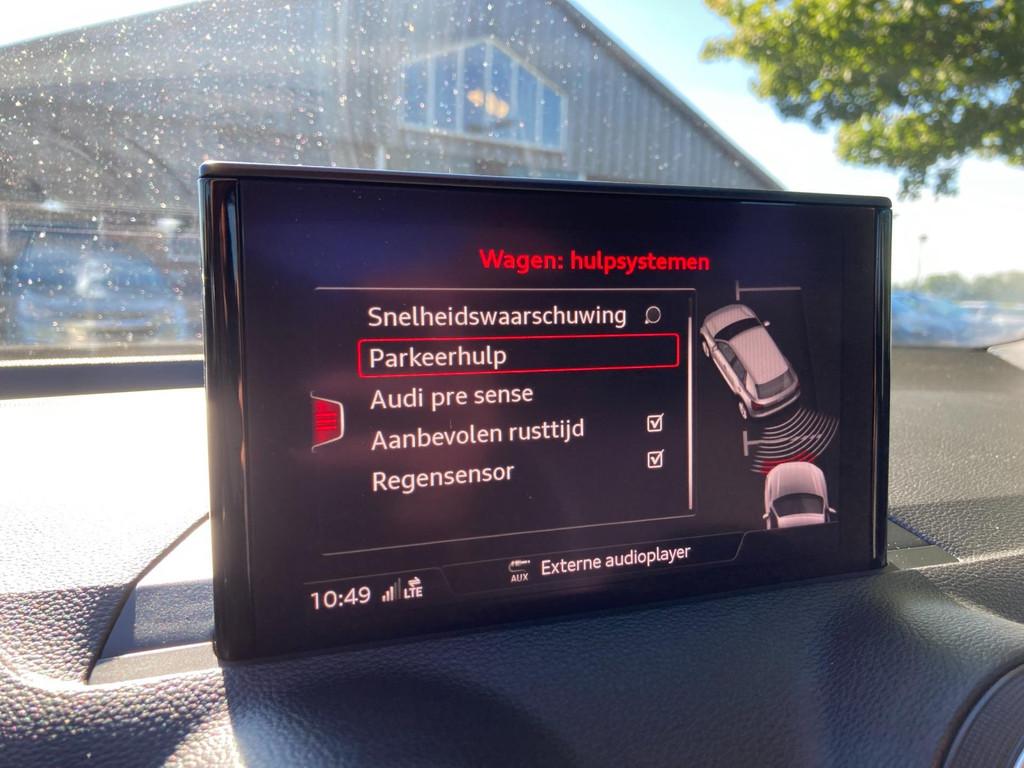 Wagen: hulpsystemen
Snelheidswaarschuwing
Parkeerhulp
Audi pre sense
Aanbevolen rusttijd
Regensensor
AUX Externe audioplayer
10:49 LTE